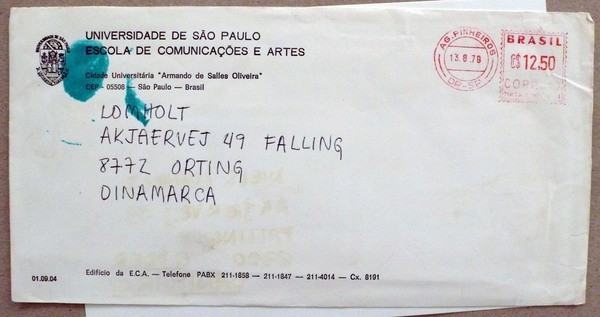 UNIVERSIDADE DE SÃO PAULO
ESCOLA DE COMUNICAÇÕES E ARTES
Cidade Universitária "Armando de Salles Oliveira"
CEP - 05508 — São Paulo — Brasil
AG. PINHEIROS
13.8.79
DR-SP
BRASIL
C$ 12.50
LOMHOLT
AKJAERVEJ 49 FALLING
8772 ORTING
DINAMARCA
01.09.04
Edifício da E.C.A. — Telefone PABX 211-1858 — 211-1847 — 211-4014 — Cx. 8191